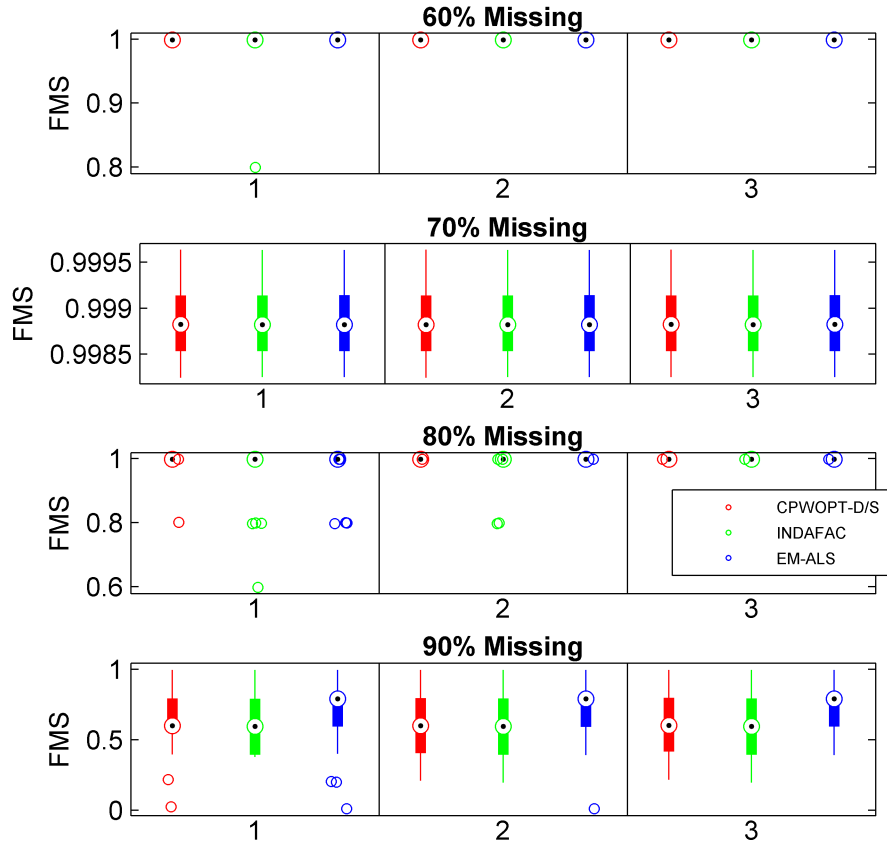 60% Missing
1
0.9
0.8
FMS
1
2
3
70% Missing
0.9995
0.999
0.9985
FMS
1
2
3
80% Missing
1
0.8
0.6
FMS
CPWOPT-D/S
INDAFAC
EM-ALS
1
2
3
90% Missing
1
0.5
0
FMS
1
2
3